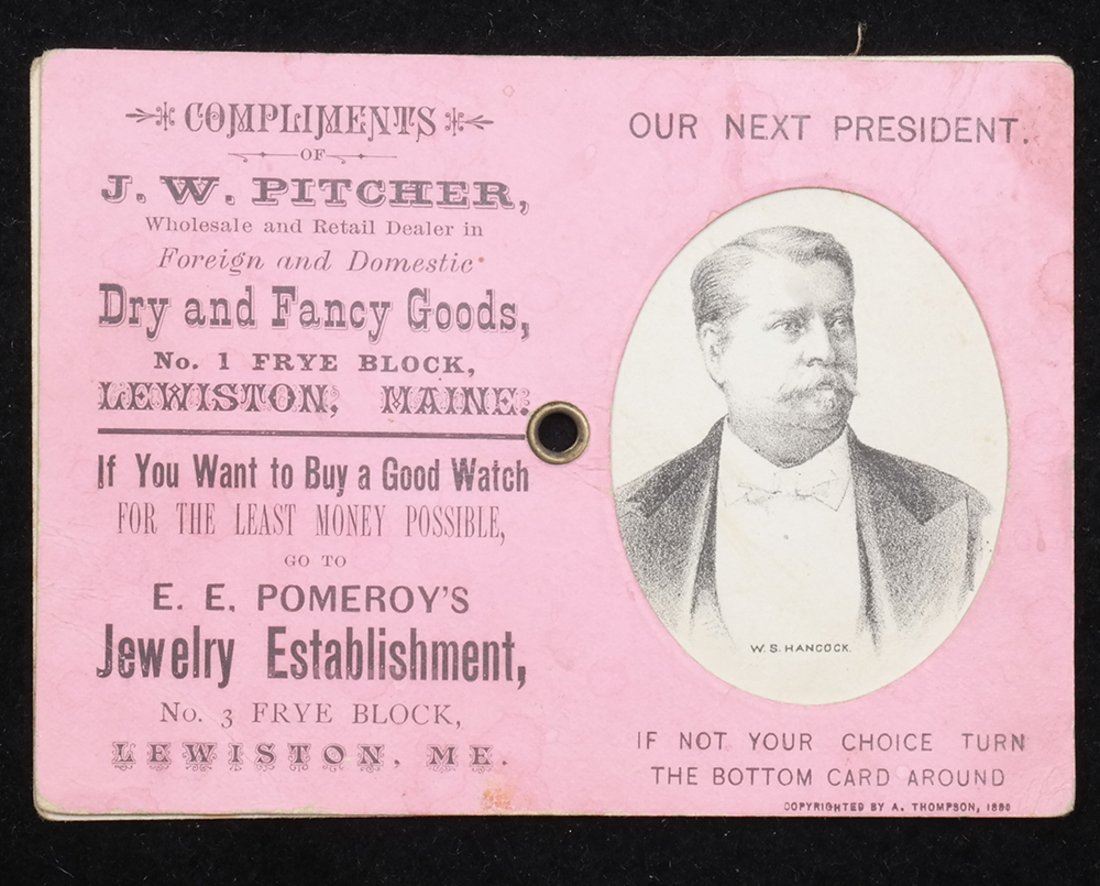 COMPLIMENTS
OF
J. W. PITCHER,
Wholesale and Retail Dealer in
Foreign and Domestic
Dry and Fancy Goods,
No. 1 FRYE BLOCK,
LEWISTON, MAINE.
If You Want to Buy a Good Watch
FOR THE LEAST MONEY POSSIBLE,
GO TO
E. E. POMEROY'S
Jewelry Establishment,
No. 3 FRYE BLOCK,
LEWISTON, ME.
OUR NEXT PRESIDENT.
W. S. HANCOCK.
IF NOT YOUR CHOICE TURN
THE BOTTOM CARD AROUND
COPYRIGHTED BY A. THOMPSON, 1880